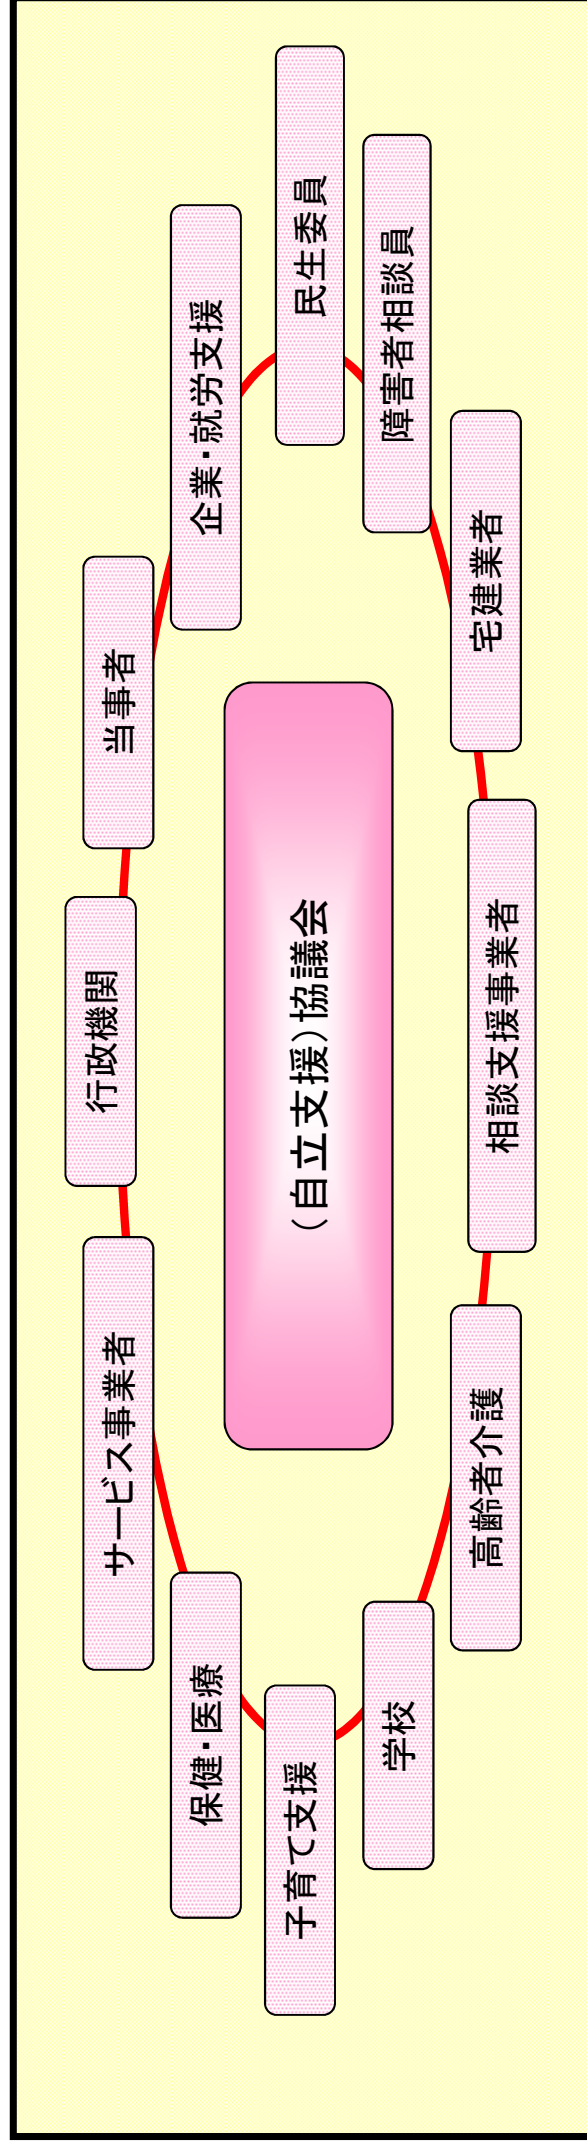 行政機関
サービス事業者
当事者
保健・医療
企業・就労支援
子育て支援
（自立支援）協議会
民生委員
学校
障害者相談員
高齢者介護
宅建業者
相談支援事業者